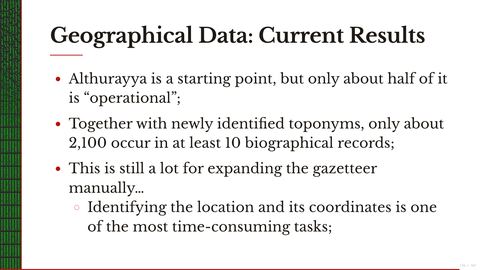 Geographical Data: Current Results
• Althurayya is a starting point, but only about half of it
is “operational”;
• Together with newly identified toponyms, only about
2,100 occur in at least 10 biographical records;
• This is still a lot for expanding the gazetteer
manually…
○ Identifying the location and its coordinates is one
of the most time-consuming tasks;